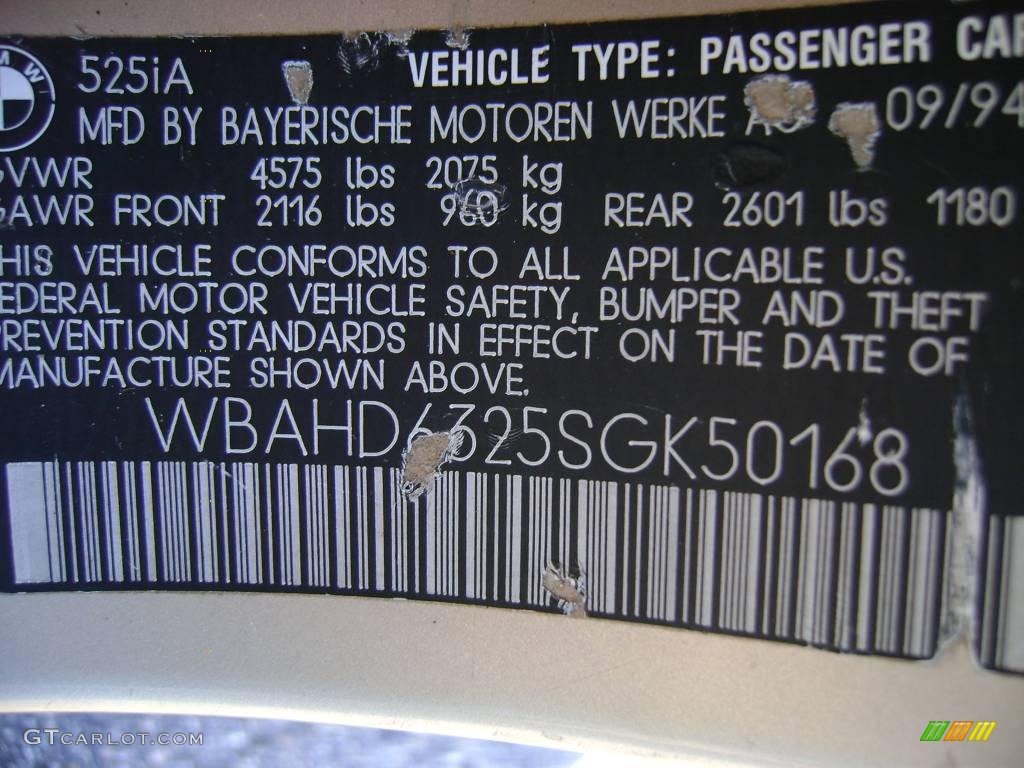 BMW
525iA
VEHICLE TYPE: PASSENGER CAR
MFD BY BAYERISCHE MOTOREN WERKE AG 09/94
GVWR 4575 lbs 2075 kg
GAWR FRONT 2116 lbs 960 kg REAR 2601 lbs 1180
THIS VEHICLE CONFORMS TO ALL APPLICABLE U.S.
FEDERAL MOTOR VEHICLE SAFETY, BUMPER AND THEFT
PREVENTION STANDARDS IN EFFECT ON THE DATE OF
MANUFACTURE SHOWN ABOVE.
WBAHD6325SGK50168
GTCARLOT.COM